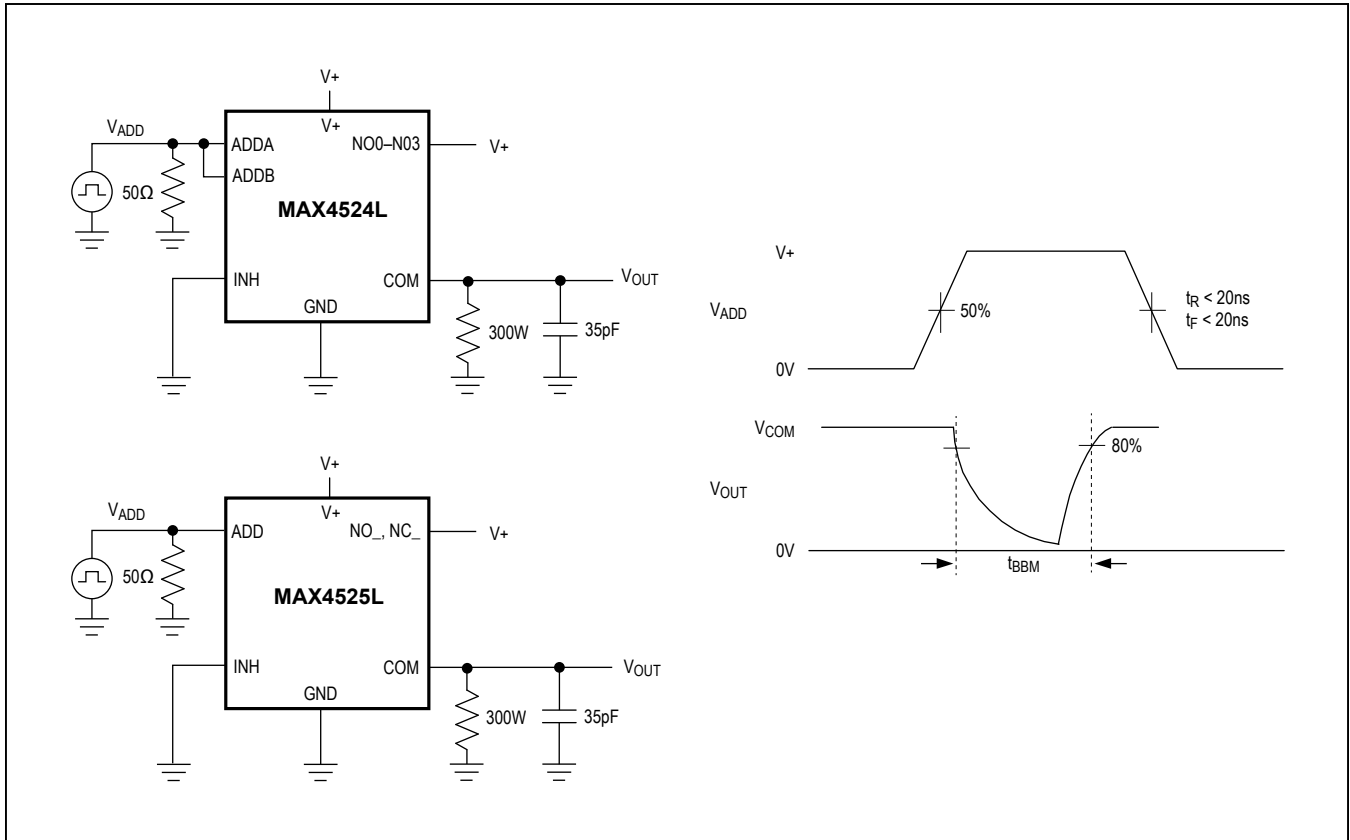 V+
V+
VADD
ADDA
NO0–N03
V+
ADDB
50Ω
MAX4524L
INH
COM
VOUT
GND
300W
35pF
V+
V+
VADD
ADD
NO_, NC_
V+
50Ω
MAX4525L
INH
COM
VOUT
GND
300W
35pF
V+
VADD
50%
tR < 20ns
tF < 20ns
0V
VCOM
80%
VOUT
0V
tBBM